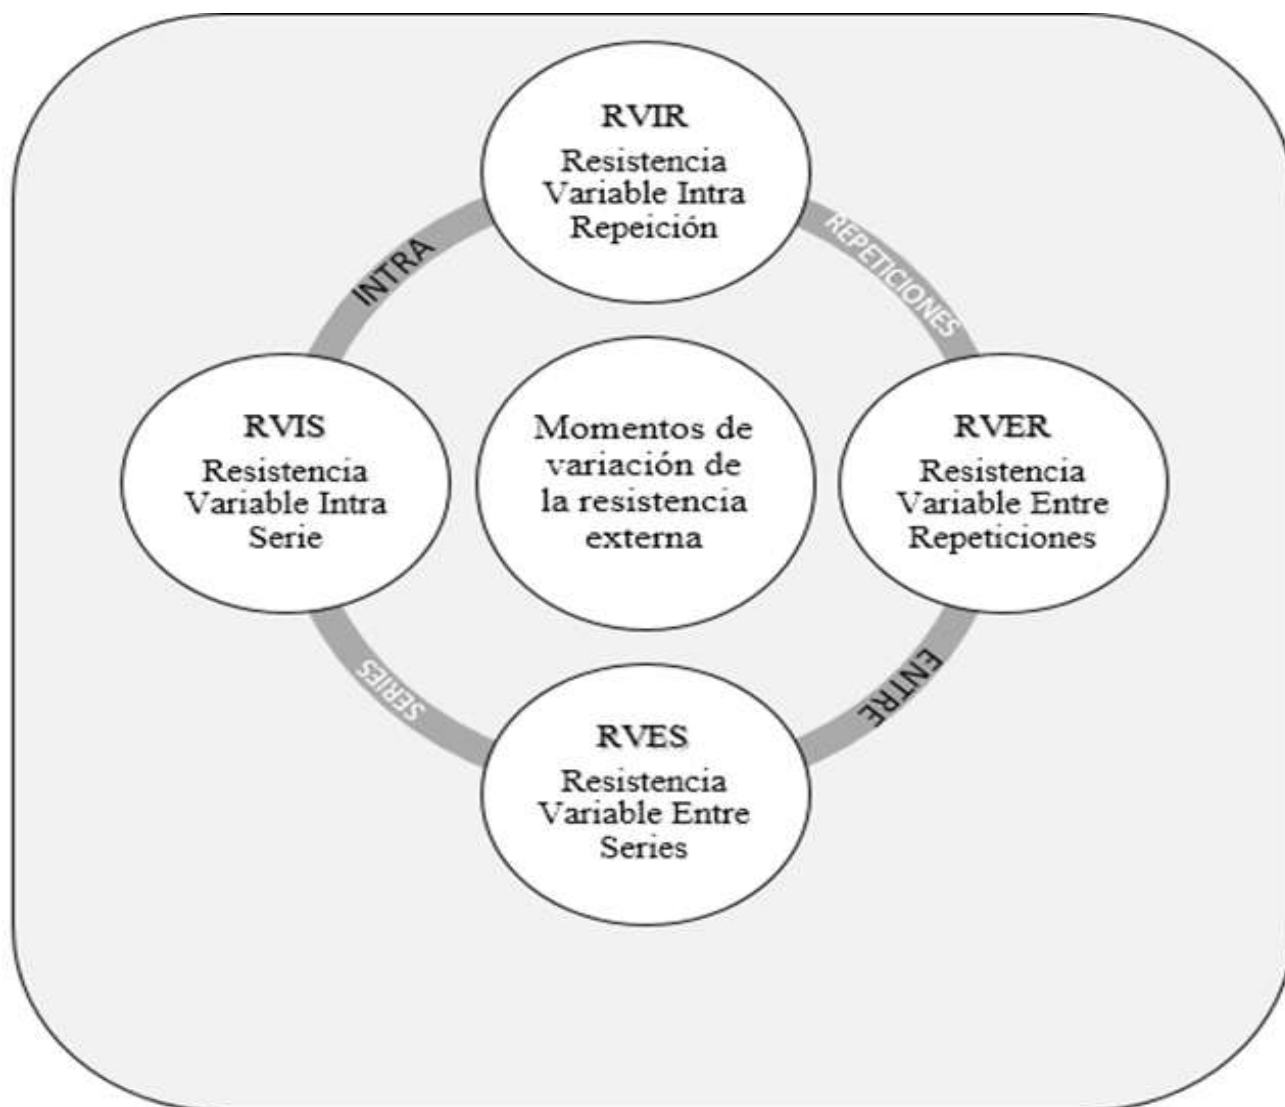 RVIR
Resistencia
Variable Intra
Repeición
INTRA
REPETICIONES
RVIS
Resistencia
Variable Intra
Serie
Momentos de
variación de
la resistencia
externa
RVER
Resistencia
Variable Entre
Repeticiones
SERIES
ENTRE
RVES
Resistencia
Variable Entre
Series